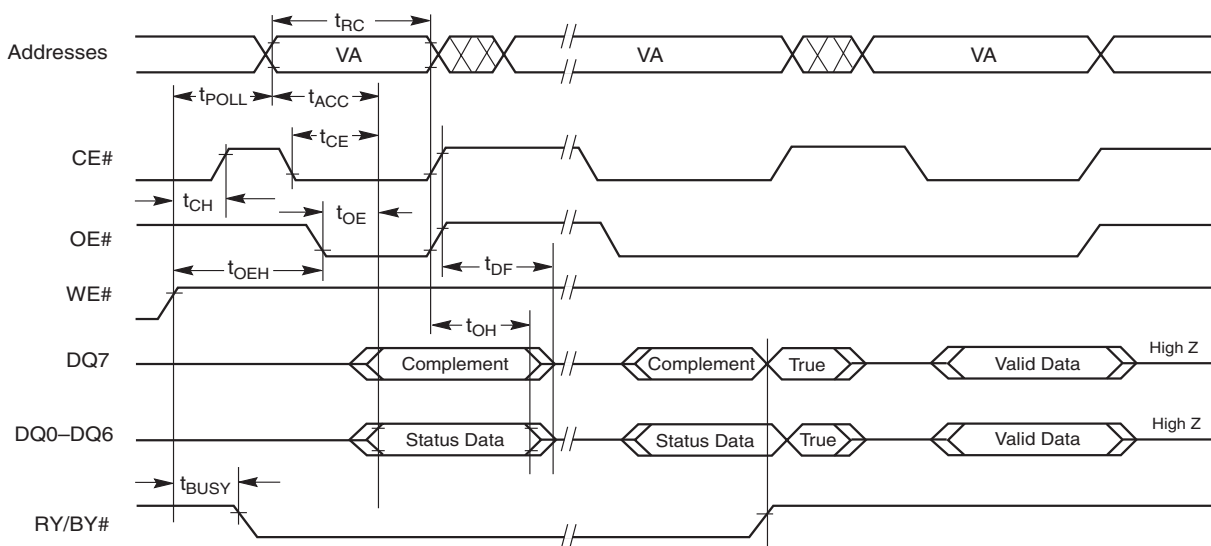 tRC
Addresses VA VA VA
tPOLL tACC
tCE
CE#
tCH
tOE
OE#
tOEH tDF
WE#
tOH
DQ7 Complement Complement True Valid Data High Z
DQ0–DQ6 Status Data Status Data True Valid Data High Z
tBUSY
RY/BY#